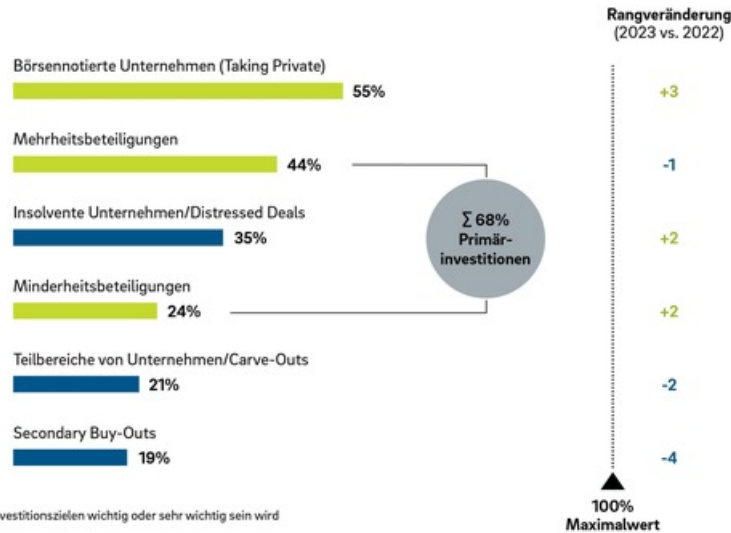 Rangveränderung
(2023 vs. 2022)
Börsennotierte Unternehmen (Taking Private)
55%
+3
Mehrheitsbeteiligungen
44%
-1
Insolvente Unternehmen/Distressed Deals
35%
+2
∑ 68%
Primär-
investitionen
Minderheitsbeteiligungen
24%
+2
Teilbereiche von Unternehmen/Carve-Outs
21%
-2
Secondary Buy-Outs
19%
-4
100%
Maximalwert
vestitionszielen wichtig oder sehr wichtig sein wird